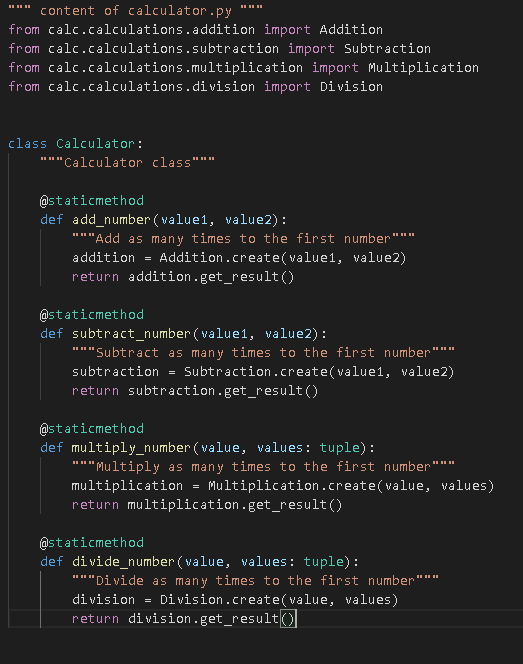 """ content of calculator.py """
from calc.calculations.addition import Addition
from calc.calculations.subtraction import Subtraction
from calc.calculations.multiplication import Multiplication
from calc.calculations.division import Division
class Calculator:
"""Calculator class"""
@staticmethod
def add_number(value1, value2):
"""Add as many times to the first number"""
addition = Addition.create(value1, value2)
return addition.get_result()
@staticmethod
def subtract_number(value1, value2):
"""Subtract as many times to the first number"""
subtraction = Subtraction.create(value1, value2)
return subtraction.get_result()
@staticmethod
def multiply_number(value, values: tuple):
"""Multiply as many times to the first number"""
multiplication = Multiplication.create(value, values)
return multiplication.get_result()
@staticmethod
def divide_number(value, values: tuple):
"""Divide as many times to the first number"""
division = Division.create(value, values)
return division.get_result()